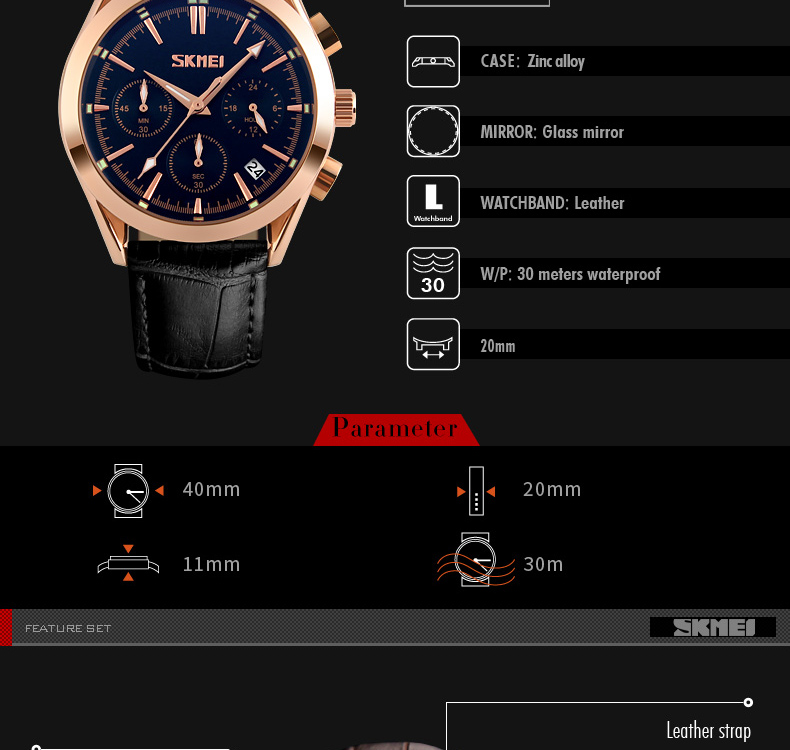 SKMEI
24
45 15
18 6
MIN
30
HO
12
24
SEC
30
CASE: Zinc alloy
MIRROR: Glass mirror
WATCHBAND: Leather
L
Watchband
W/P: 30 meters waterproof
30
20mm
Parameter
40mm
20mm
11mm
30m
FEATURE SET
SKMEI
Leather strap